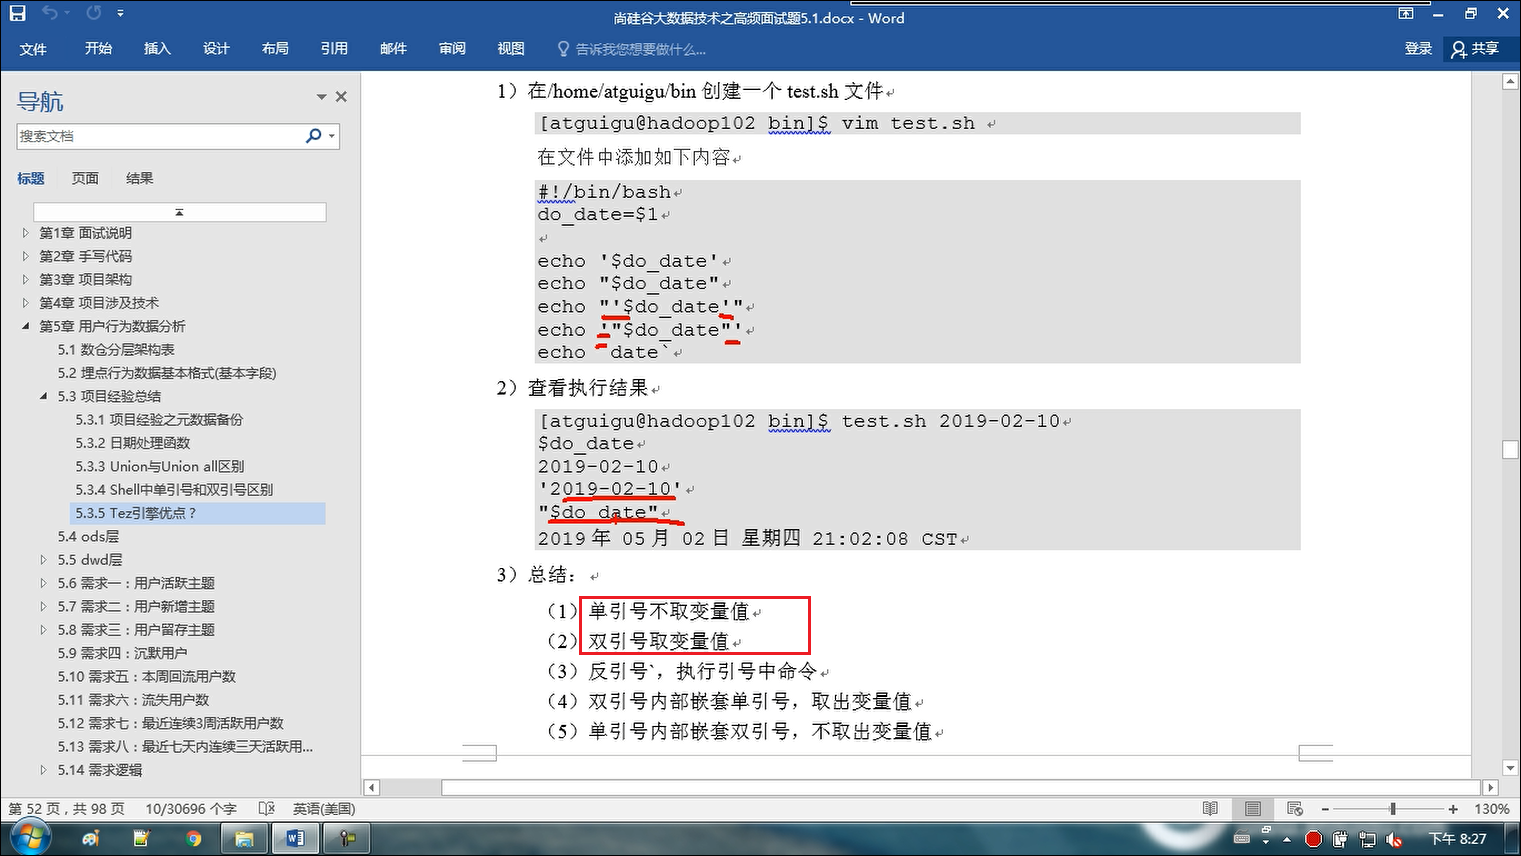 尚硅谷大数据技术之高频面试题5.1.docx - Word
文件 开始 插入 设计 布局 引用 邮件 审阅 视图 告诉我您想要做什么... 登录 共享
导航
搜索文档
标题 页面 结果
第1章 面试说明
第2章 手写代码
第3章 项目架构
第4章 项目涉及技术
第5章 用户行为数据分析
5.1 数仓分层架构表
5.2 埋点行为数据基本格式(基本字段)
5.3 项目经验总结
5.3.1 项目经验之元数据备份
5.3.2 日期处理函数
5.3.3 Union与Union all区别
5.3.4 Shell中单引号和双引号区别
5.3.5 Tez引擎优点？
5.4 ods层
5.5 dwd层
5.6 需求一：用户活跃主题
5.7 需求二：用户新增主题
5.8 需求三：用户留存主题
5.9 需求四：沉默用户
5.10 需求五：本周回流用户数
5.11 需求六：流失用户数
5.12 需求七：最近连续3周活跃用户数
5.13 需求八：最近七天内连续三天活跃用...
5.14 需求逻辑
1）在/home/atguigu/bin 创建一个 test.sh 文件
[atguigu@hadoop102 bin]$ vim test.sh
在文件中添加如下内容
#!/bin/bash
do_date=$1
echo '$do_date'
echo "$do_date"
echo "'$do_date'"
echo '"$do_date"'
echo `date`
2）查看执行结果
[atguigu@hadoop102 bin]$ test.sh 2019-02-10
$do_date
2019-02-10
'2019-02-10'
"$do_date"
2019年 05月 02日 星期四 21:02:08 CST
3）总结：
（1）单引号不取变量值
（2）双引号取变量值
（3）反引号`，执行引号中命令
（4）双引号内部嵌套单引号，取出变量值
（5）单引号内部嵌套双引号，不取出变量值
第 52 页，共 98 页 10/30696 个字 英语(美国) 130%
下午 8:27